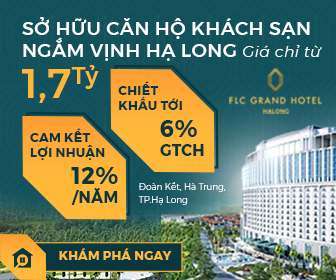 SỞ HỮU CĂN HỘ KHÁCH SẠN
NGẮM VỊNH HẠ LONG Giá chỉ từ
1,7 Tỷ
CHIẾT
KHẤU TỚI
6%
GTCH
FLC GRAND HOTEL
HALONG
CAM KẾT
LỢI NHUẬN
12%
/NĂM
Đoàn Kết, Hà Trung,
TP.Hạ Long
KHÁM PHÁ NGAY